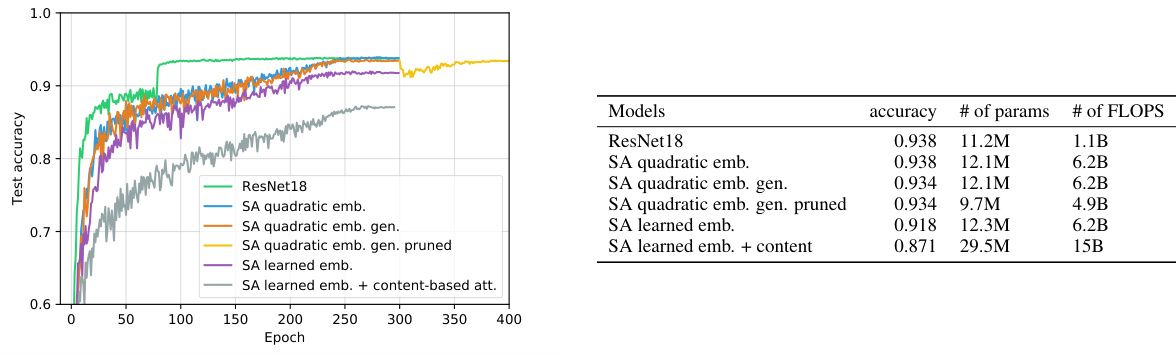 1.0
0.9
0.8
0.7
0.6
Test accuracy
0 50 100 150 200 250 300 350 400
Epoch
ResNet18
SA quadratic emb.
SA quadratic emb. gen.
SA quadratic emb. gen. pruned
SA learned emb.
SA learned emb. + content-based att.
Models accuracy # of params # of FLOPS
ResNet18 0.938 11.2M 1.1B
SA quadratic emb. 0.938 12.1M 6.2B
SA quadratic emb. gen. 0.934 12.1M 6.2B
SA quadratic emb. gen. pruned 0.934 9.7M 4.9B
SA learned emb. 0.918 12.3M 6.2B
SA learned emb. + content 0.871 29.5M 15B